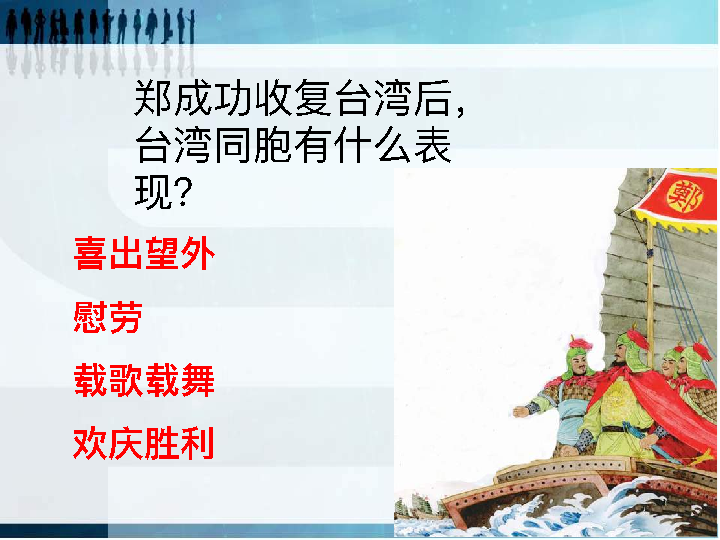 郑成功收复台湾后，
台湾同胞有什么表
现？
喜出望外
慰劳
载歌载舞
欢庆胜利
鄭